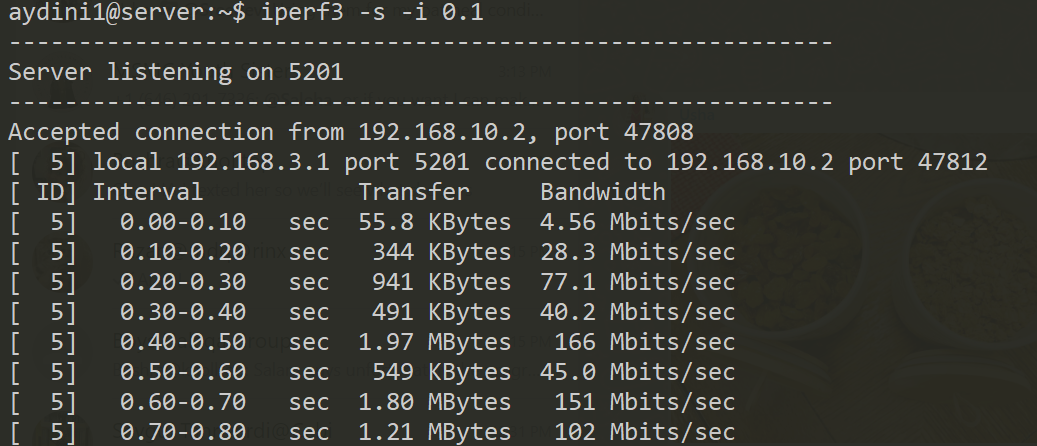 aydini1@server:~$ iperf3 -s -i 0.1
-----------------------------------------------------------
Server listening on 5201
-----------------------------------------------------------
Accepted connection from 192.168.10.2, port 47808
[  5] local 192.168.3.1 port 5201 connected to 192.168.10.2 port 47812
[ ID] Interval           Transfer     Bandwidth
[  5]   0.00-0.10   sec  55.8 KBytes  4.56 Mbits/sec
[  5]   0.10-0.20   sec   344 KBytes  28.3 Mbits/sec
[  5]   0.20-0.30   sec   941 KBytes  77.1 Mbits/sec
[  5]   0.30-0.40   sec   491 KBytes  40.2 Mbits/sec
[  5]   0.40-0.50   sec  1.97 MBytes   166 Mbits/sec
[  5]   0.50-0.60   sec   549 KBytes  45.0 Mbits/sec
[  5]   0.60-0.70   sec  1.80 MBytes   151 Mbits/sec
[  5]   0.70-0.80   sec  1.21 MBytes   102 Mbits/sec